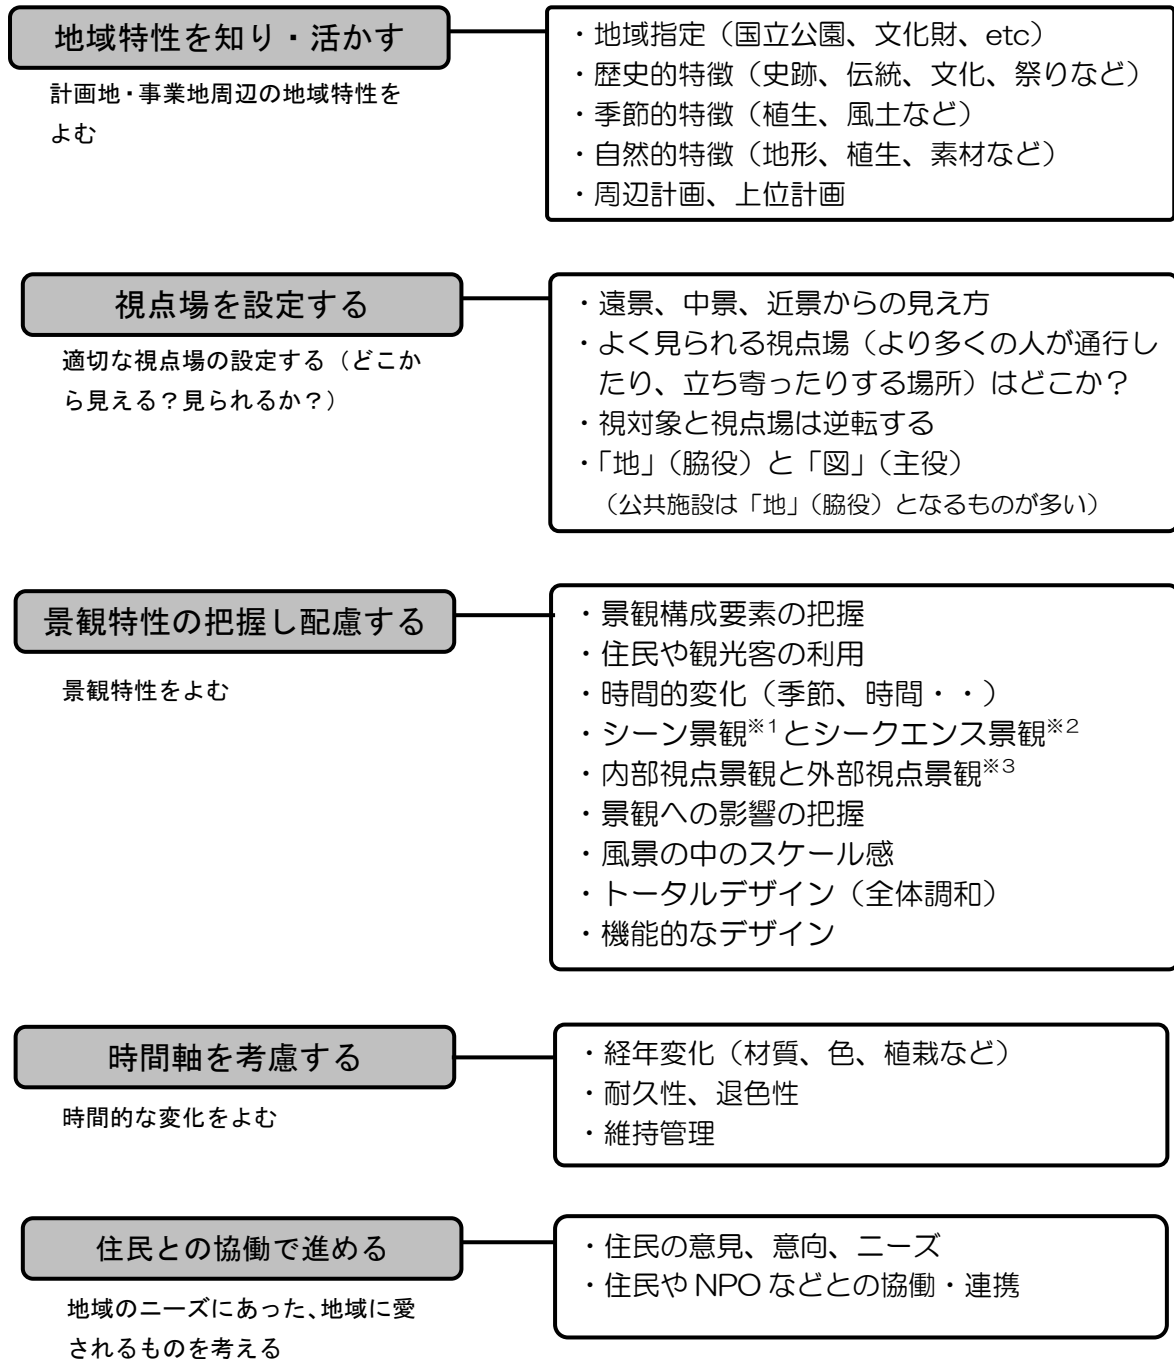 地域特性を知り・活かす
計画地・事業地周辺の地域特性を
よむ
・地域指定（国立公園、文化財、etc）
・歴史的特徴（史跡、伝統、文化、祭りなど）
・季節的特徴（植生、風土など）
・自然的特徴（地形、植生、素材など）
・周辺計画、上位計画
視点場を設定する
適切な視点場の設定する（どこか
ら見える？見られるか？）
・遠景、中景、近景からの見え方
・よく見られる視点場（より多くの人が通行し
たり、立ち寄ったりする場所）はどこか？
・視対象と視点場は逆転する
・「地」（脇役）と「図」（主役）
（公共施設は「地」（脇役）となるものが多い）
景観特性の把握し配慮する
景観特性をよむ
・景観構成要素の把握
・住民や観光客の利用
・時間的変化（季節、時間・・）
・シーン景観※1とシークエンス景観※2
・内部視点景観と外部視点景観※3
・景観への影響の把握
・風景の中のスケール感
・トータルデザイン（全体調和）
・機能的なデザイン
時間軸を考慮する
時間的な変化をよむ
・経年変化（材質、色、植栽など）
・耐久性、退色性
・維持管理
住民との協働で進める
地域のニーズにあった、地域に愛
されるものを考える
・住民の意見、意向、ニーズ
・住民や NPO などとの協働・連携